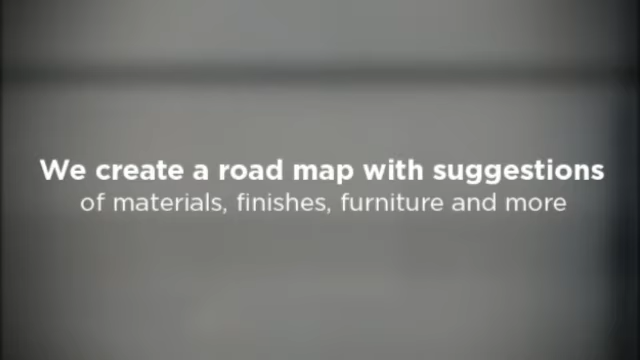 We create a road map with suggestions
of materials, finishes, furniture and more